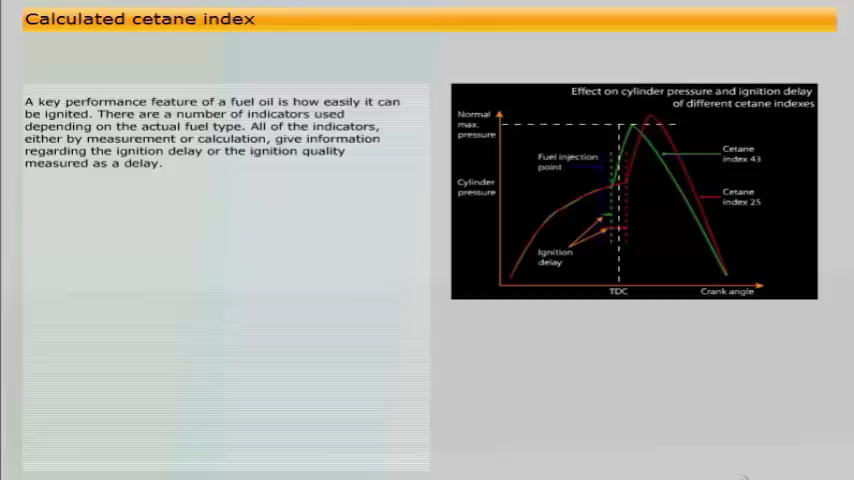 Calculated cetane index
A key performance feature of a fuel oil is how easily it can
be ignited. There are a number of indicators used
depending on the actual fuel type. All of the indicators,
either by measurement or calculation, give information
regarding the ignition delay or the ignition quality
measured as a delay.
Effect on cylinder pressure and ignition delay
of different cetane indexes
Normal
max.
pressure
Fuel injection
point
Cetane
index 43
Cylinder
pressure
Cetane
index 25
Ignition
delay
TDC
Crank angle